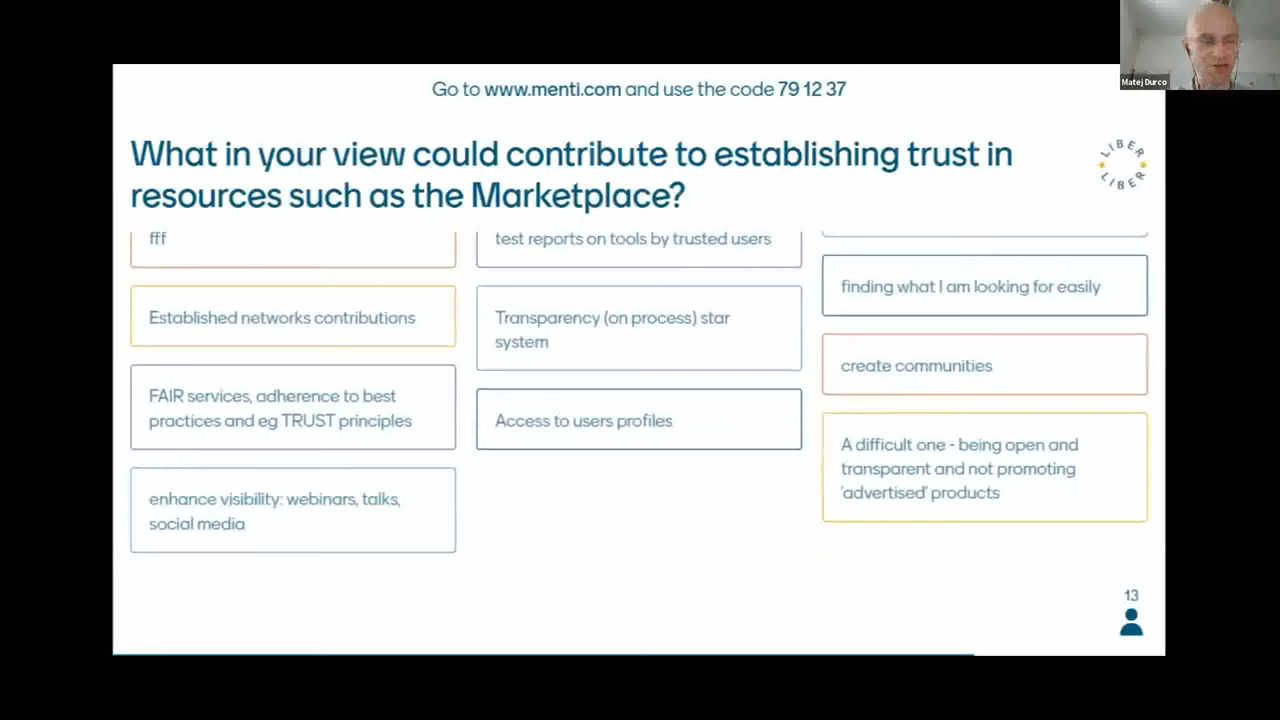 Matej Durco
Go to www.menti.com and use the code 79 12 37
What in your view could contribute to establishing trust in
resources such as the Marketplace?
LIBER
LIBER
fff
Established networks contributions
FAIR services, adherence to best
practices and eg TRUST principles
enhance visibility: webinars, talks,
social media
test reports on tools by trusted users
Transparency (on process) star
system
Access to users profiles
finding what I am looking for easily
create communities
A difficult one - being open and
transparent and not promoting
'advertised' products
13